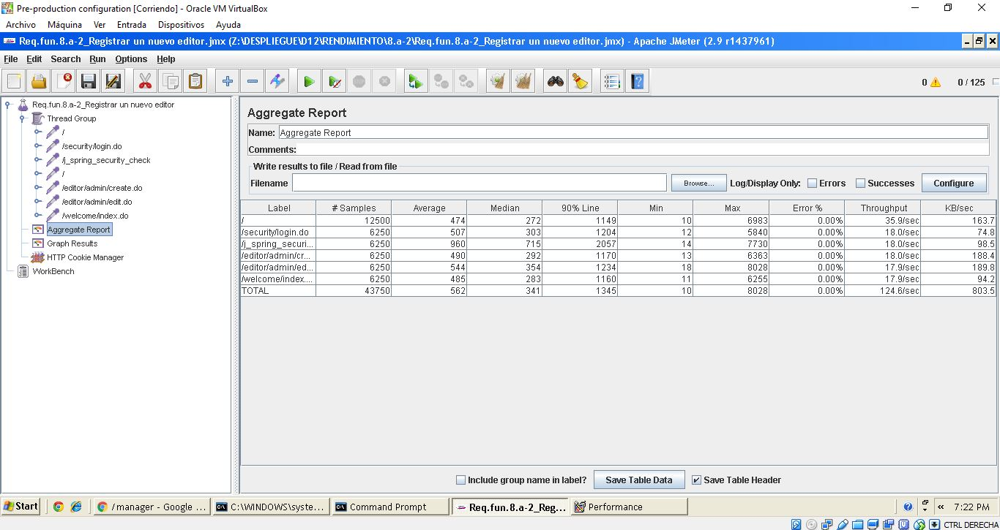 Pre-production configuration [Corriendo] - Oracle VM VirtualBox
Archivo Máquina Ver Entrada Dispositivos Ayuda
Req.fun.8.a-2_Registrar un nuevo editor.jmx (Z:\DESPLIEGUE\D12\RENDIMIENTO\8.a-2\Req.fun.8.a-2_Registrar un nuevo editor.jmx) - Apache JMeter (2.9 r1437961)
File Edit Search Run Options Help
0 0 / 125
Req.fun.8.a-2_Registrar un nuevo editor
Thread Group
/
/security/login.do
/j_spring_security_check
/
/editor/admin/create.do
/editor/admin/edit.do
/welcome/index.do
Aggregate Report
Graph Results
HTTP Cookie Manager
WorkBench
Aggregate Report
Name: Aggregate Report
Comments:
Write results to file / Read from file
Filename Browse... Log/Display Only: Errors Successes Configure
Label # Samples Average Median 90% Line Min Max Error % Throughput KB/sec
/ 12500 474 272 1149 10 6983 0.00% 35.9/sec 163.7
/security/login.do 6250 507 303 1204 12 5840 0.00% 18.0/sec 74.8
/j_spring_securi... 6250 960 715 2057 14 7730 0.00% 18.0/sec 98.5
/editor/admin/cr... 6250 490 292 1170 13 6363 0.00% 18.0/sec 188.4
/editor/admin/ed... 6250 544 354 1234 18 8028 0.00% 17.9/sec 189.8
/welcome/index.... 6250 485 283 1160 11 6255 0.00% 17.9/sec 94.2
TOTAL 43750 562 341 1345 10 8028 0.00% 124.6/sec 803.5
Include group name in label? Save Table Data Save Table Header
Start /manager - Google ... C:\WINDOWS\syste... Command Prompt Req.fun.8.a-2_Reg... Performance « 7:22 PM
CTRL DERECHA